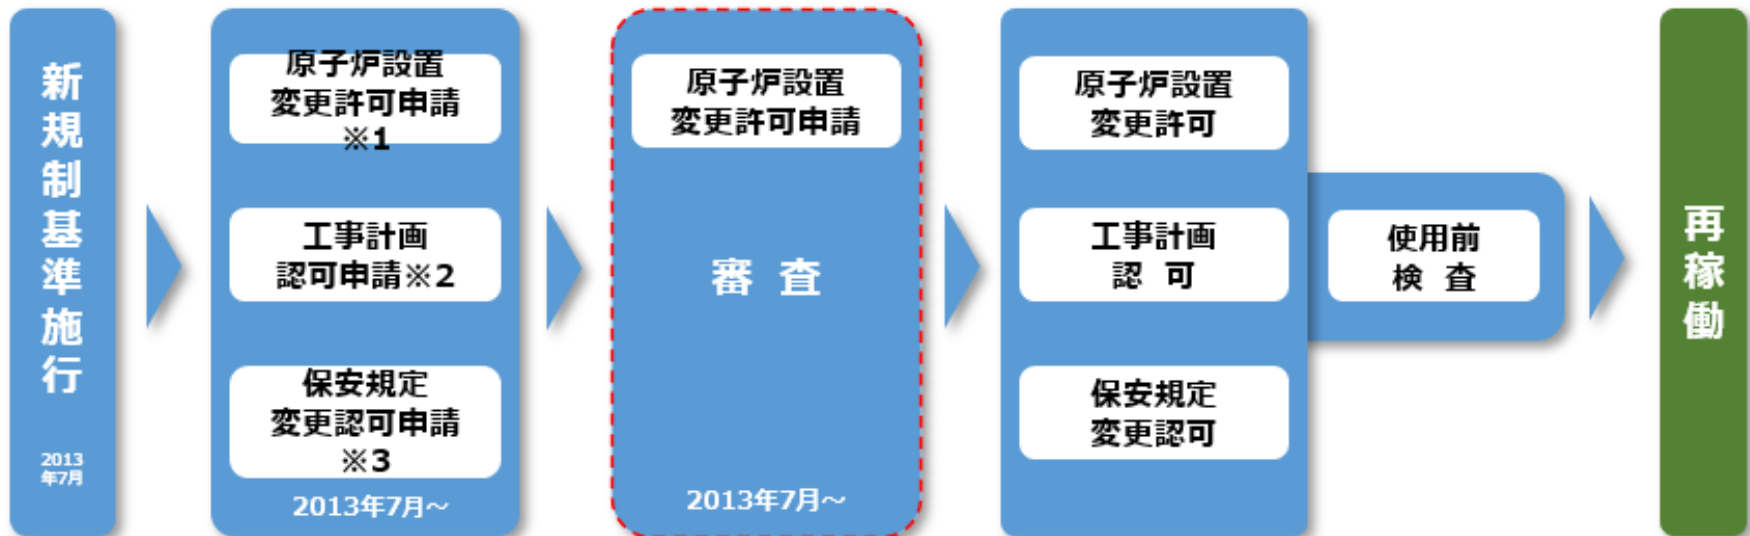 新規制基準施行
2013
年7月
原子炉設置
変更許可申請
※1
工事計画
認可申請※2
保安規定
変更認可申請
※3
2013年7月～
原子炉設置
変更許可申請
審 査
2013年7月～
原子炉設置
変更許可
工事計画
認 可
保安規定
変更認可
使用前
検 査
再稼働